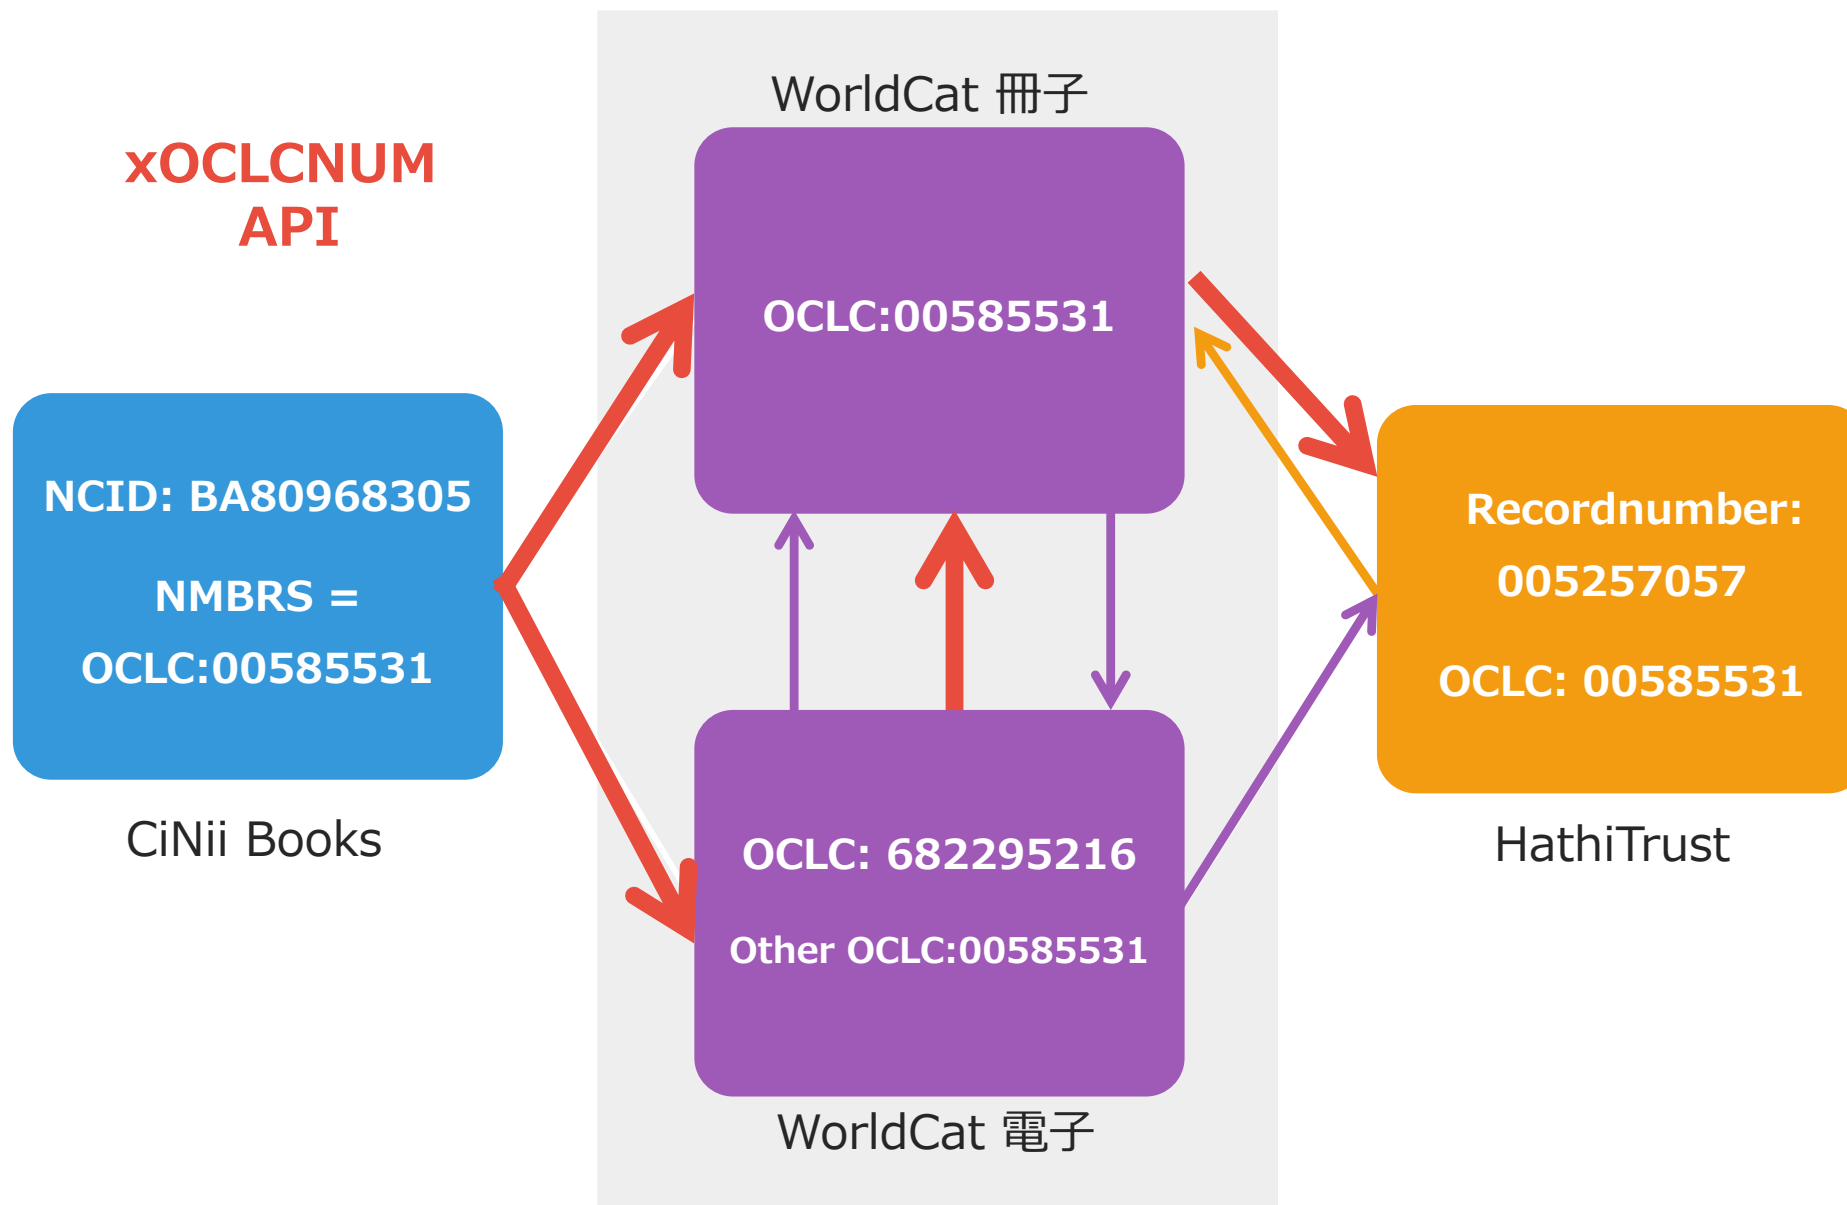 WorldCat 冊子
xOCLCNUM
API
OCLC:00585531
NCID: BA80968305
NMBRS =
OCLC:00585531
CiNii Books
Recordnumber:
005257057
OCLC: 00585531
HathiTrust
OCLC: 682295216
Other OCLC:00585531
WorldCat 電子